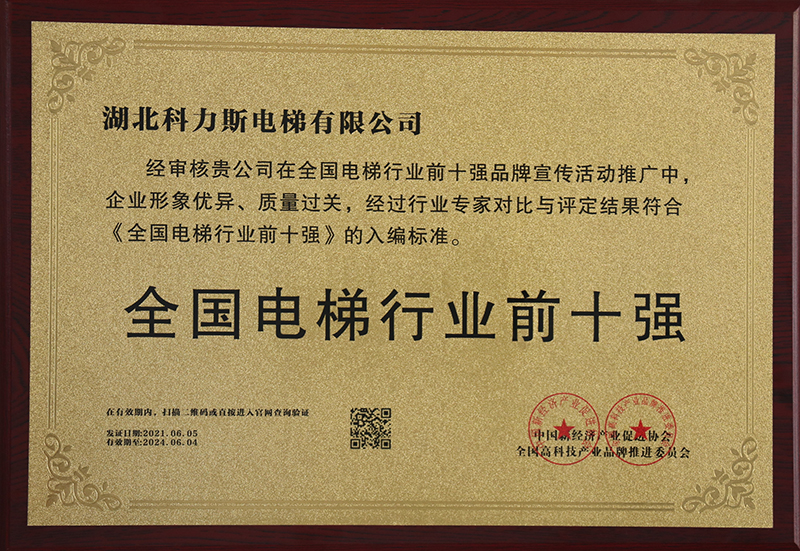 湖北科力斯电梯有限公司
经审核贵公司在全国电梯行业前十强品牌宣传活动推广中，
企业形象优异、质量过关，经过行业专家对比与评定结果符合
《全国电梯行业前十强》的入编标准。
全国电梯行业前十强
在有效期内，扫描二维码或直接进入官网查询验证
发证日期:2021.06.05
有效期至:2024.06.04
中国新经济产业促进协会
全国高科技产业品牌推进委员会